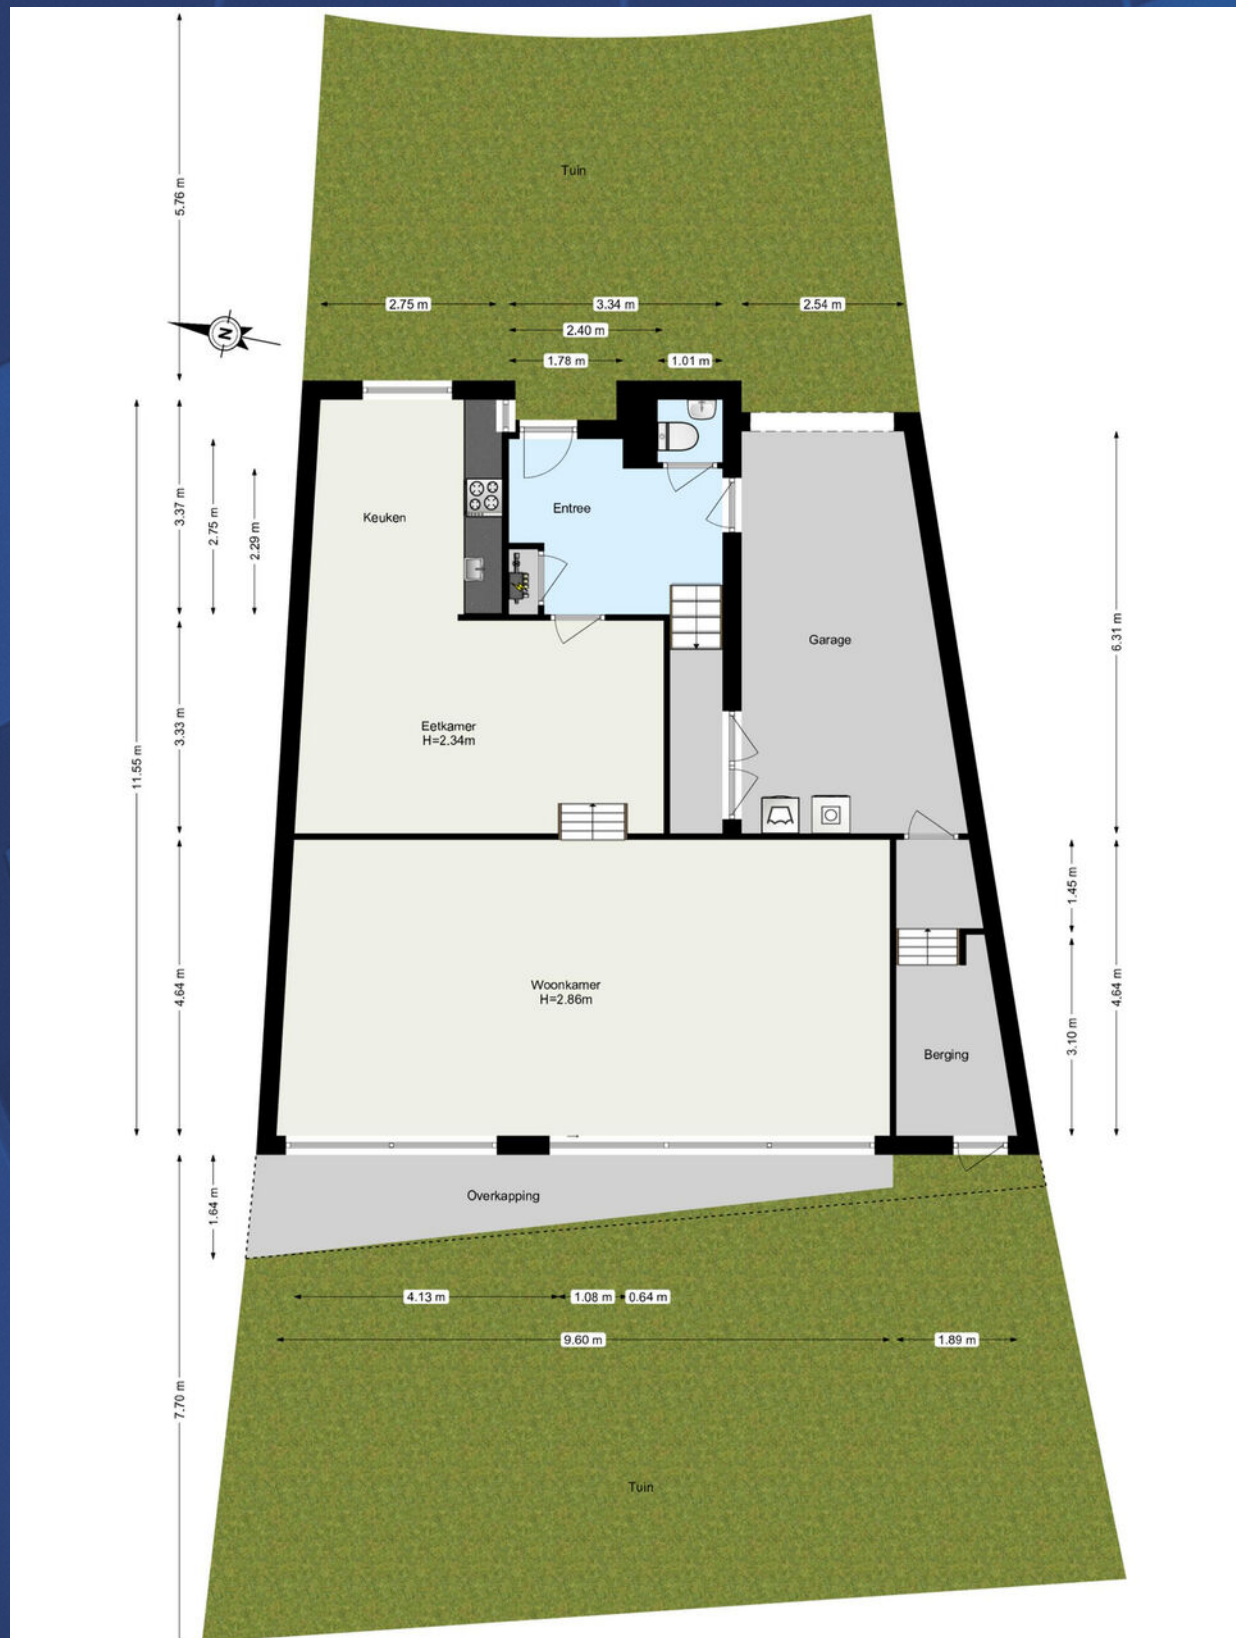 Tuin
5.76 m
2.75 m
3.34 m
2.54 m
2.40 m
1.78 m
1.01 m
N
3.37 m
2.75 m
2.29 m
Keuken
Entree
Garage
6.31 m
11.55 m
3.33 m
Eetkamer
H=2.34m
4.64 m
Woonkamer
H=2.86m
1.45 m
4.64 m
3.10 m
Berging
1.64 m
Overkapping
4.13 m
1.08 m
0.64 m
9.60 m
1.89 m
7.70 m
Tuin